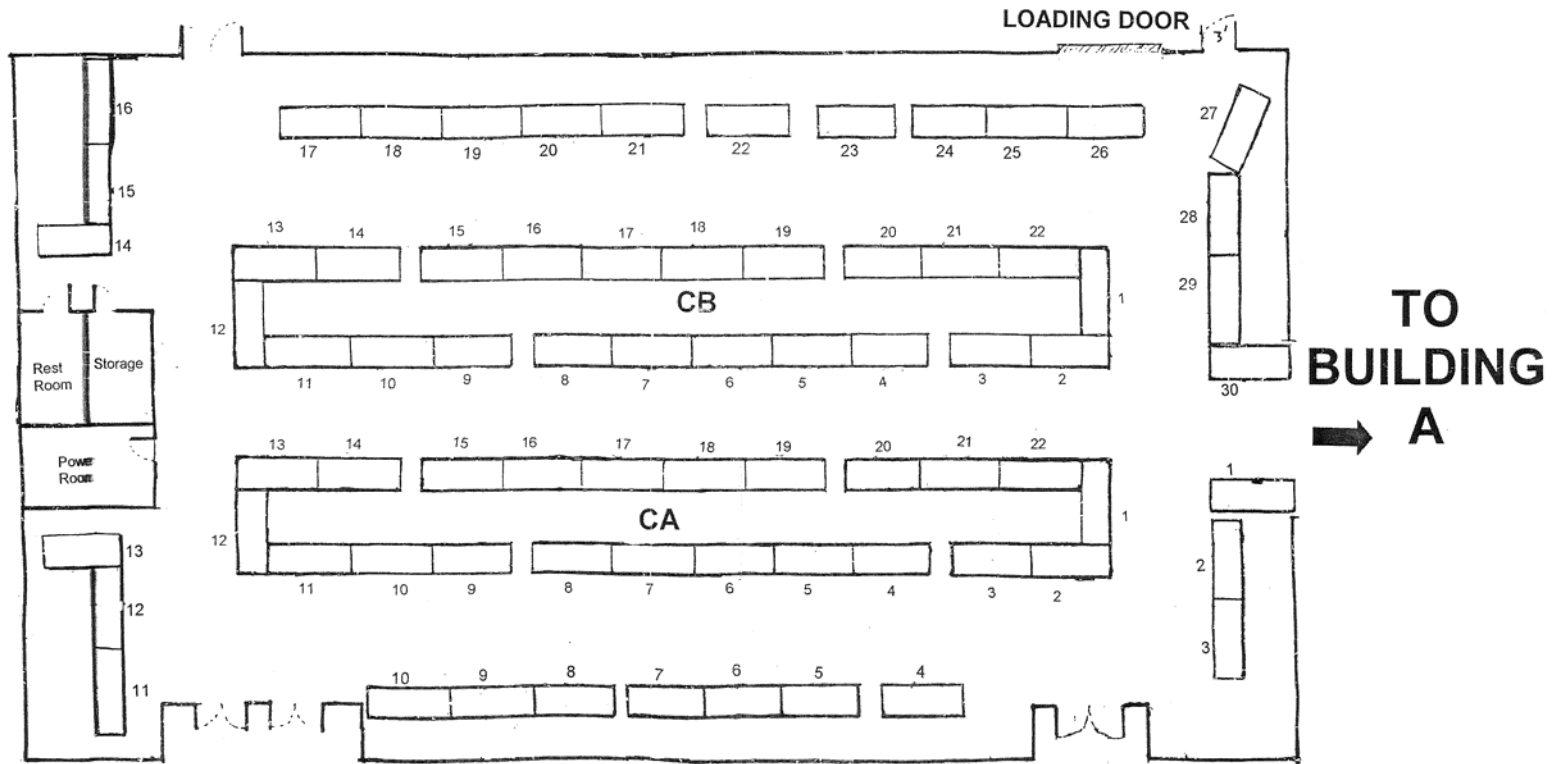 LOADING DOOR
3'
16
27
17 18 19 20 21 22 23 24 25 26
15
28
14
13 14 15 16 17 18 19 20 21 22
29
CB
12
1
TO
BUILDING
A
Rest
Room
Storage
11 10 9 8 7 6 5 4 3 2
30
13 14 15 16 17 18 19 20 21 22
Power
Room
1
CA
12
1
13
11 10 9 8 7 6 5 4 3 2
2
12
3
11
10 9 8 7 6 5 4